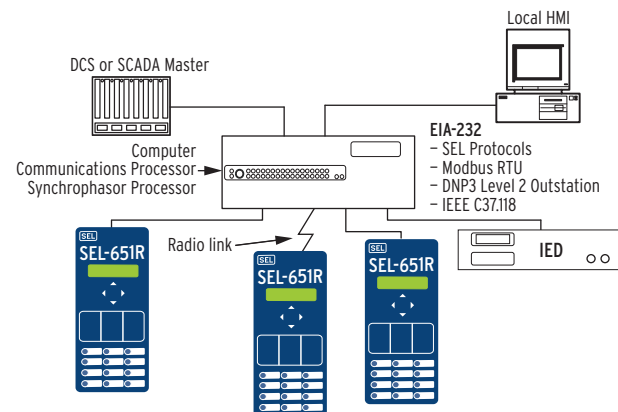 Local HMI
DCS or SCADA Master
EIA-232
– SEL Protocols
– Modbus RTU
– DNP3 Level 2 Outstation
– IEEE C37.118
Computer
Communications Processor
Synchrophasor Processor
SEL
SEL-651R
Radio link
SEL
SEL-651R
SEL
SEL-651R
IED